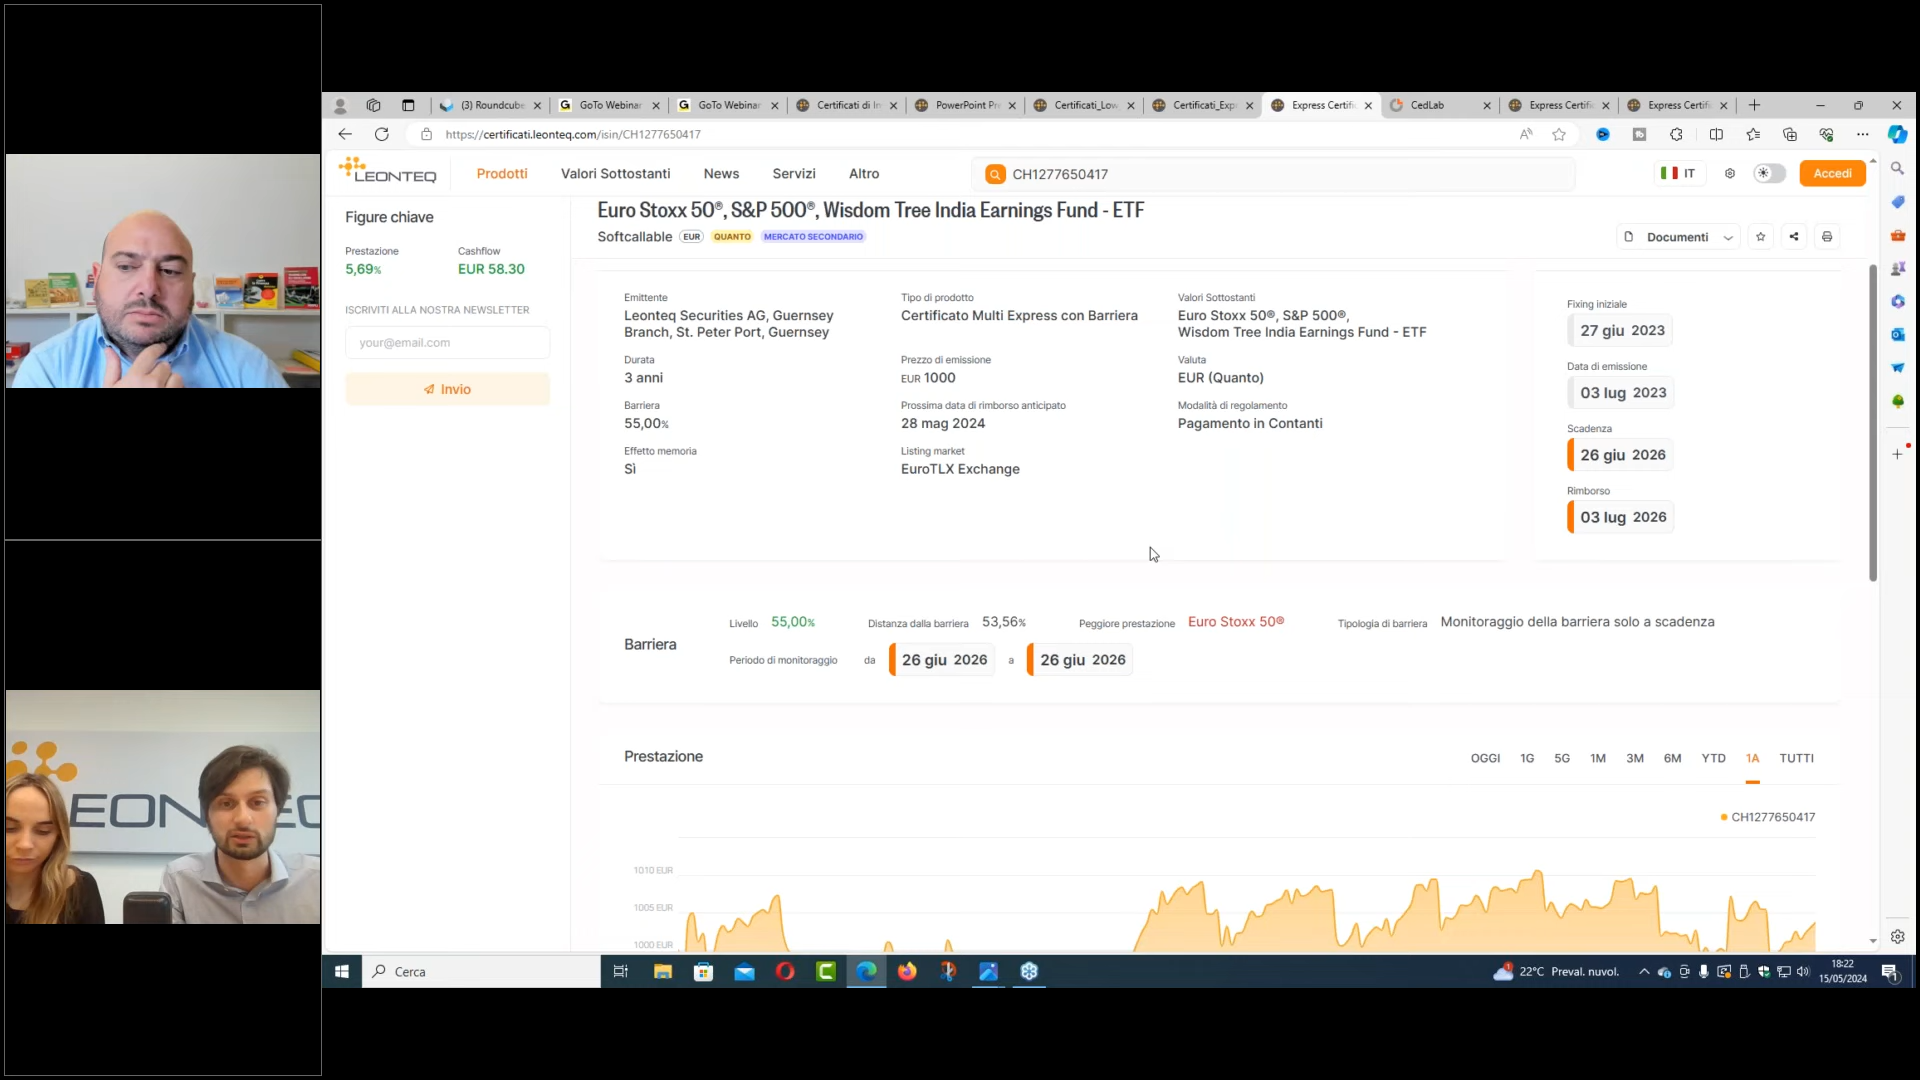 (3) Roundcube
GoTo Webinar
GoTo Webinar
Certificati di In
PowerPoint Pr
Certificati_Low
Certificati_Exp
Express Certific
CedLab
Express Certific
Express Certific
https://certificati.leonteq.com/isin/CH1277650417
LEONTEQ
Prodotti
Valori Sottostanti
News
Servizi
Altro
CH1277650417
IT
Accedi
Figure chiave
Prestazione
Cashflow
5,69%
EUR 58.30
ISCRIVITI ALLA NOSTRA NEWSLETTER
your@email.com
Invio
Euro Stoxx 50®, S&P 500®, Wisdom Tree India Earnings Fund - ETF
Softcallable EUR QUANTO MERCATO SECONDARIO
Documenti
Emittente
Leonteq Securities AG, Guernsey
Branch, St. Peter Port, Guernsey
Tipo di prodotto
Certificato Multi Express con Barriera
Valori Sottostanti
Euro Stoxx 50®, S&P 500®,
Wisdom Tree India Earnings Fund - ETF
Durata
3 anni
Prezzo di emissione
EUR 1000
Valuta
EUR (Quanto)
Barriera
55,00%
Prossima data di rimborso anticipato
28 mag 2024
Modalità di regolamento
Pagamento in Contanti
Effetto memoria
Sì
Listing market
EuroTLX Exchange
Fixing iniziale
27 giu 2023
Data di emissione
03 lug 2023
Scadenza
26 giu 2026
Rimborso
03 lug 2026
Barriera
Livello 55,00%
Distanza dalla barriera 53,56%
Peggiore prestazione Euro Stoxx 50®
Tipologia di barriera Monitoraggio della barriera solo a scadenza
Periodo di monitoraggio da 26 giu 2026 a 26 giu 2026
Prestazione
OGGI 1G 5G 1M 3M 6M YTD 1A TUTTI
CH1277650417
1010 EUR
1005 EUR
1000 EUR
Cerca
22°C Preval. nuvol.
18:22
15/05/2024